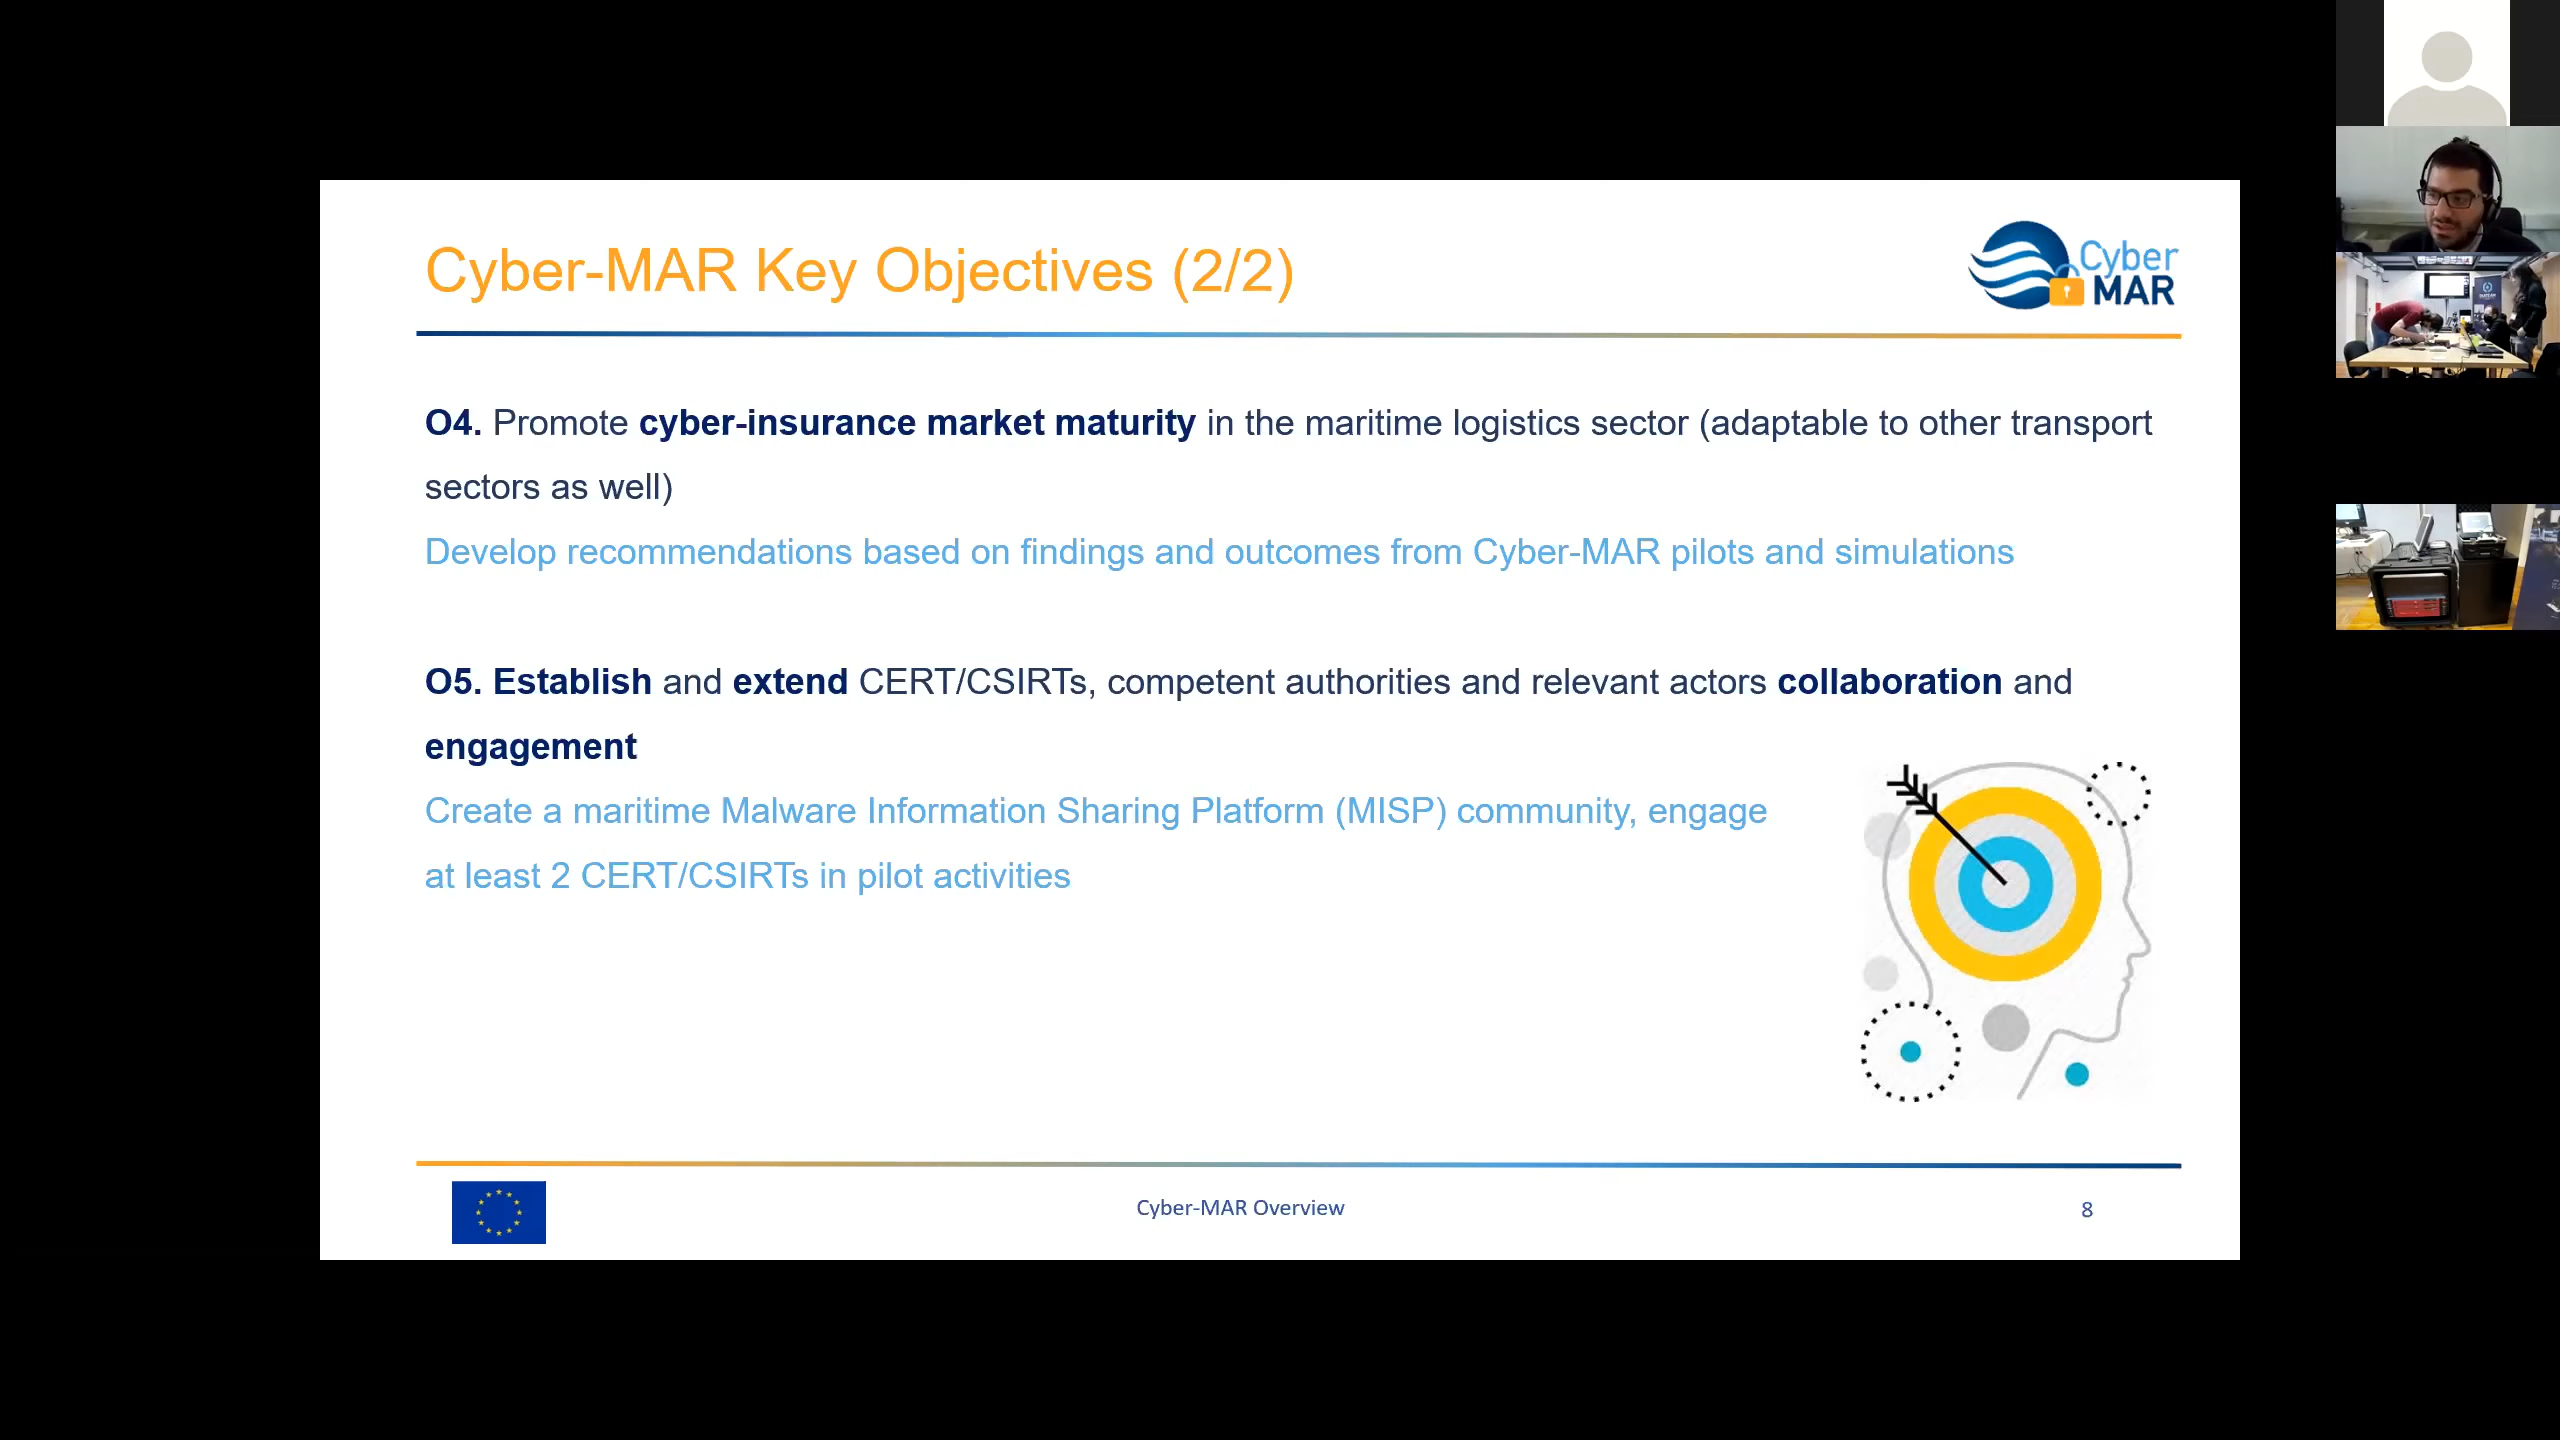 Cyber-MAR Key Objectives (2/2)
Cyber
MAR
O4. Promote cyber-insurance market maturity in the maritime logistics sector (adaptable to other transport
sectors as well)
Develop recommendations based on findings and outcomes from Cyber-MAR pilots and simulations
O5. Establish and extend CERT/CSIRTs, competent authorities and relevant actors collaboration and
engagement
Create a maritime Malware Information Sharing Platform (MISP) community, engage
at least 2 CERT/CSIRTs in pilot activities
Cyber-MAR Overview
8